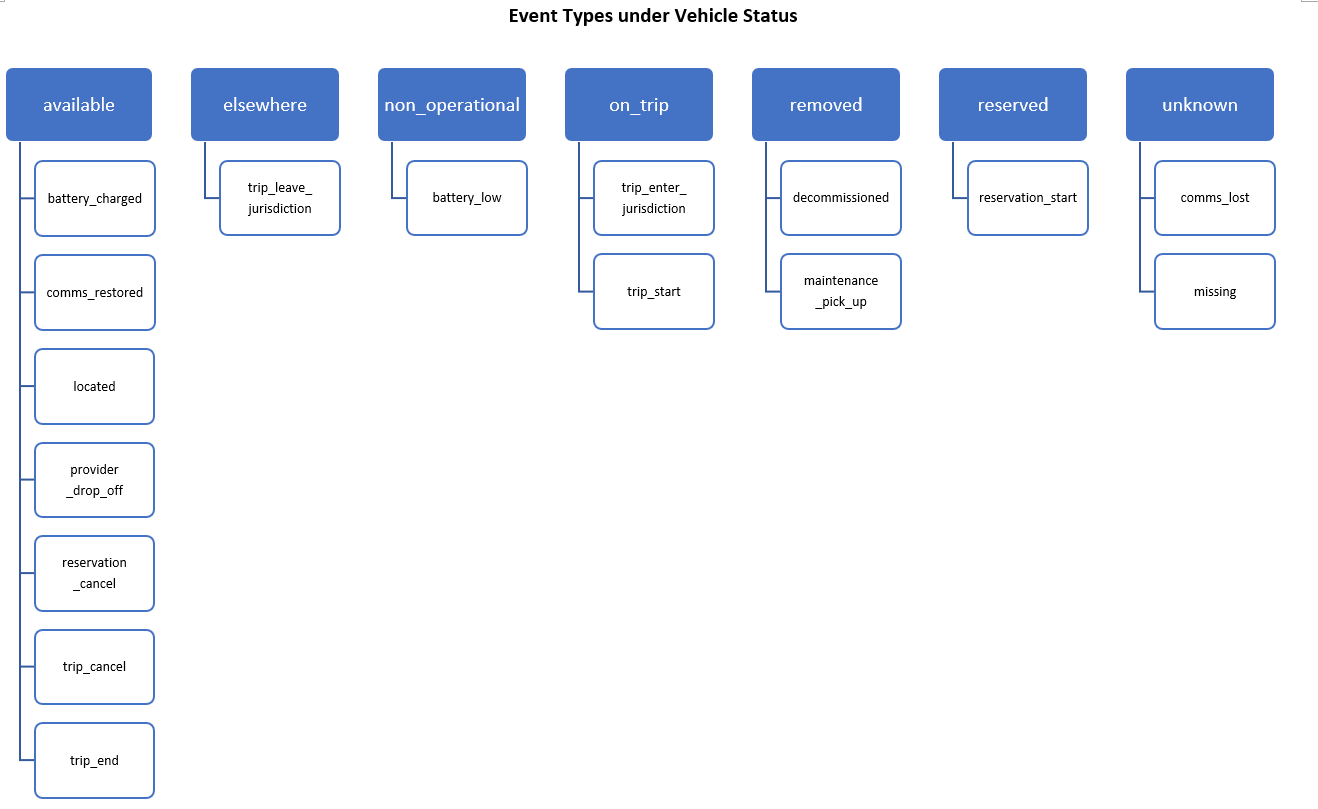 Event Types under Vehicle Status
available
battery_charged
comms_restored
located
provider
_drop_off
reservation
_cancel
trip_cancel
trip_end
elsewhere
trip_leave_
jurisdiction
non_operational
battery_low
on_trip
trip_enter_
jurisdiction
trip_start
removed
decommissioned
maintenance
_pick_up
reserved
reservation_start
unknown
comms_lost
missing